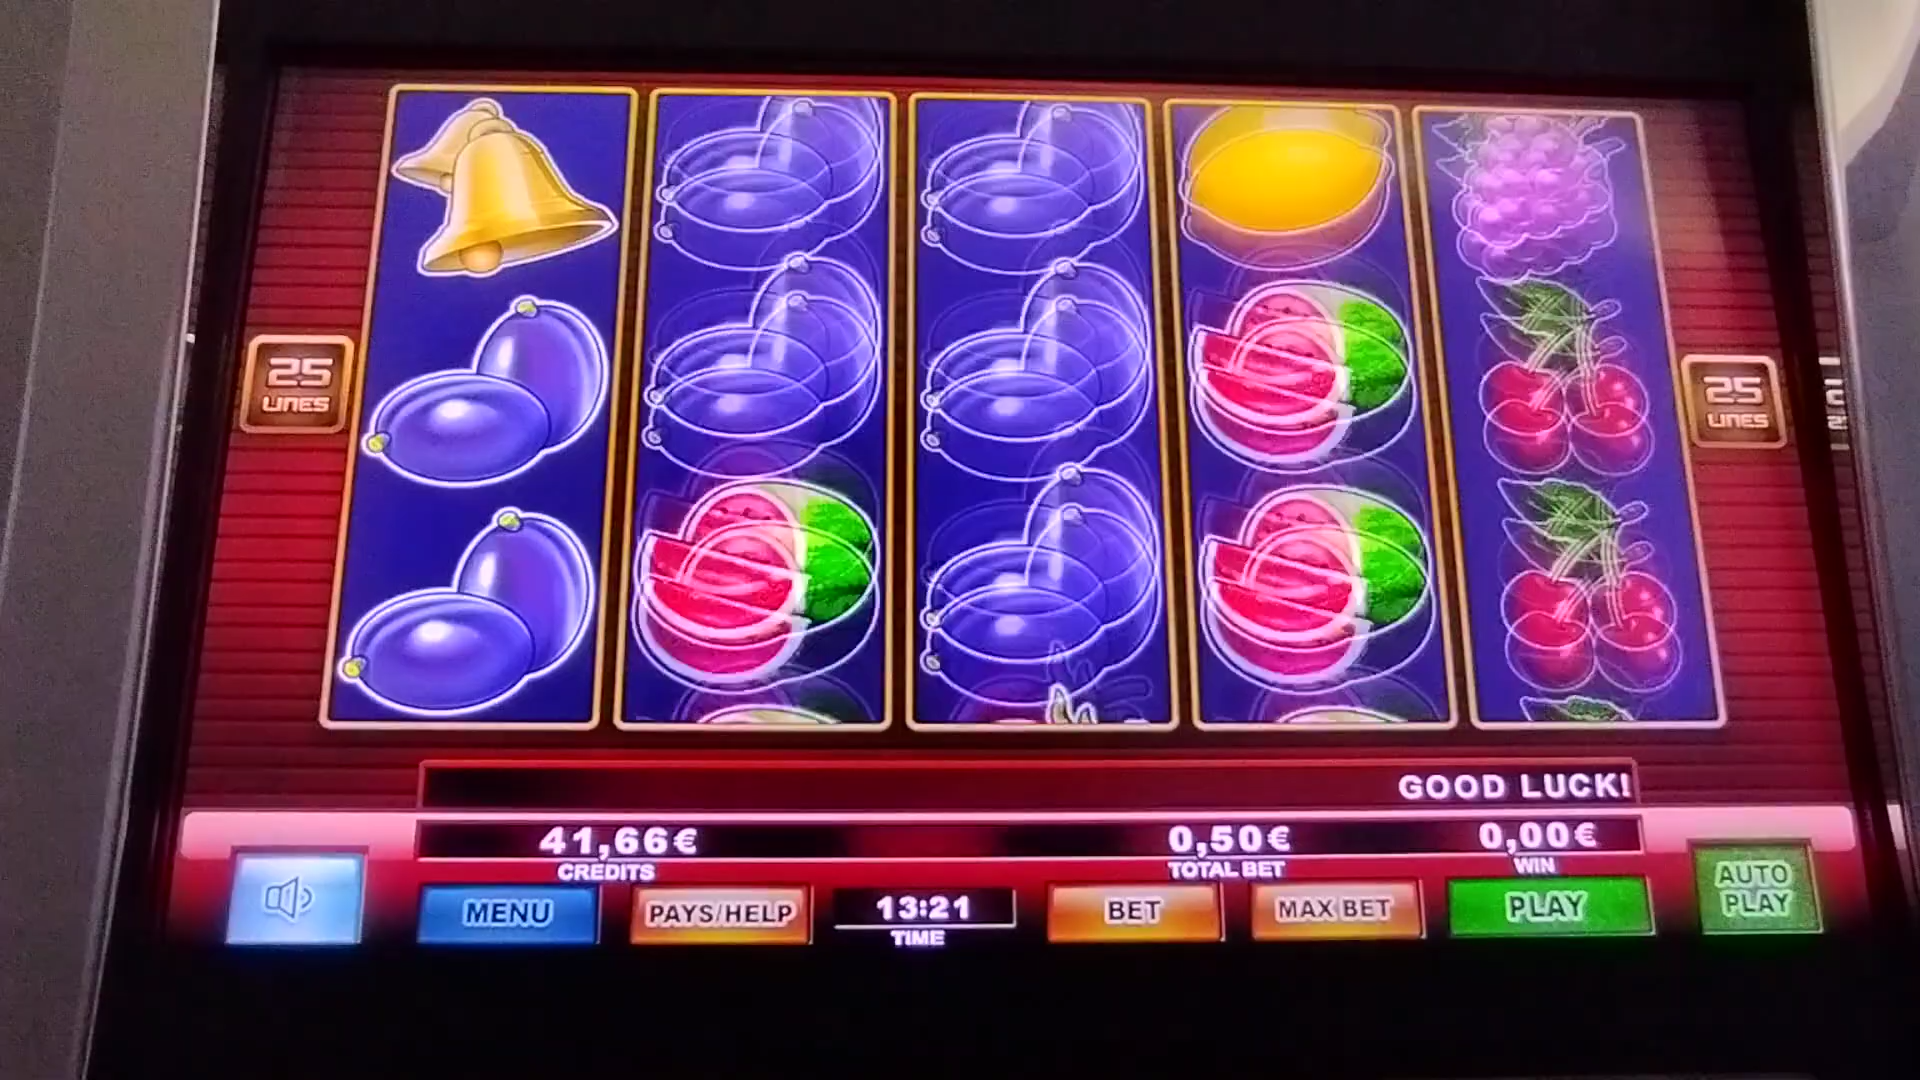 25
LINES
25
LINES
GOOD LUCK!
41,66€
CREDITS
0,50€
TOTAL BET
0,00€
WIN
MENU
PAYS/HELP
13:21
TIME
BET
MAX BET
PLAY
AUTO
PLAY